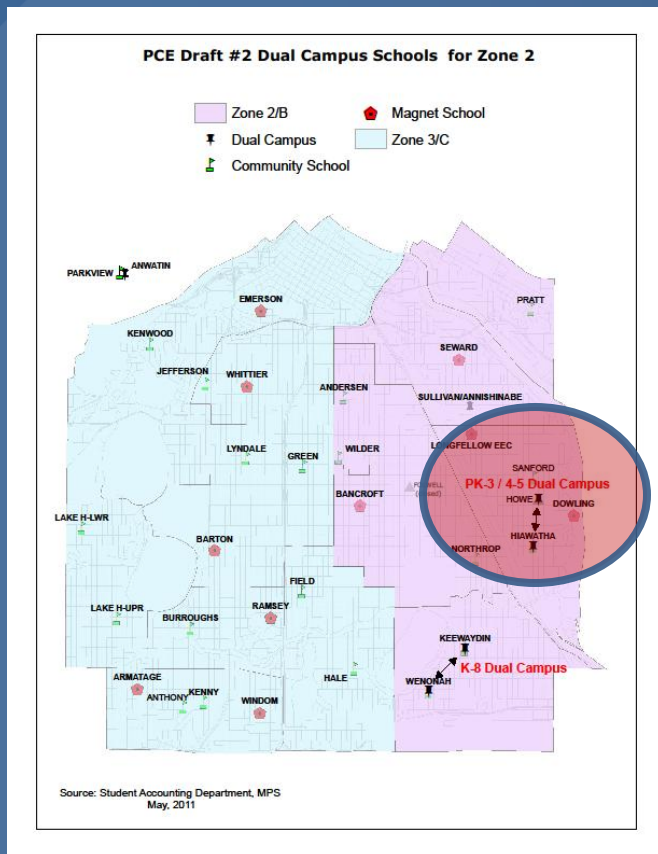 PCE Draft #2 Dual Campus Schools for Zone 2
Zone 2/B
Magnet School
Dual Campus
Zone 3/C
Community School
PARKVIEW
ANWATIN
EMERSON
PRATT
KENWOOD
SEWARD
JEFFERSON
WHITTIER
ANDERSEN
SULLIVAN/ANNISHINABE
LONGFELLOW EEC
LYNDALE
GREEN
WILDER
SANFORD
PK-3 / 4-5 Dual Campus
BANCROFT
(closed)
HOWE
DOWLING
LAKE H-LWR
BARTON
HIAWATHA
NORTHROP
FIELD
LAKE H-UPR
BURROUGHS
RAMSEY
KEEWAYDIN
K-8 Dual Campus
HALE
WENONAH
ARMATAGE
ANTHONY
KENNY
WINDOM
Source: Student Accounting Department, MPS
May, 2011